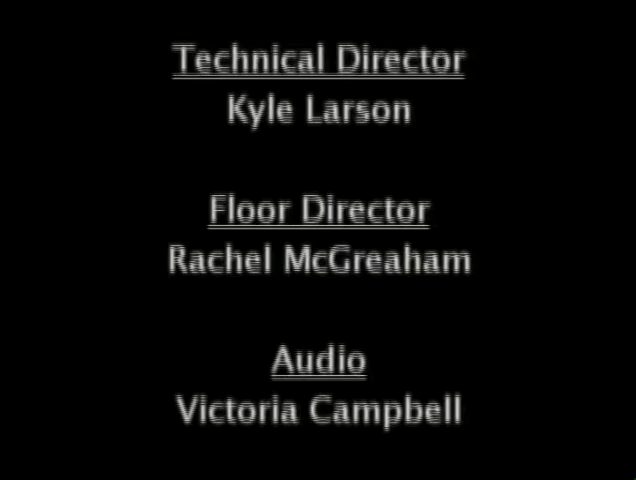 Technical Director
Kyle Larson
Floor Director
Rachel McGreaham
Audio
Victoria Campbell